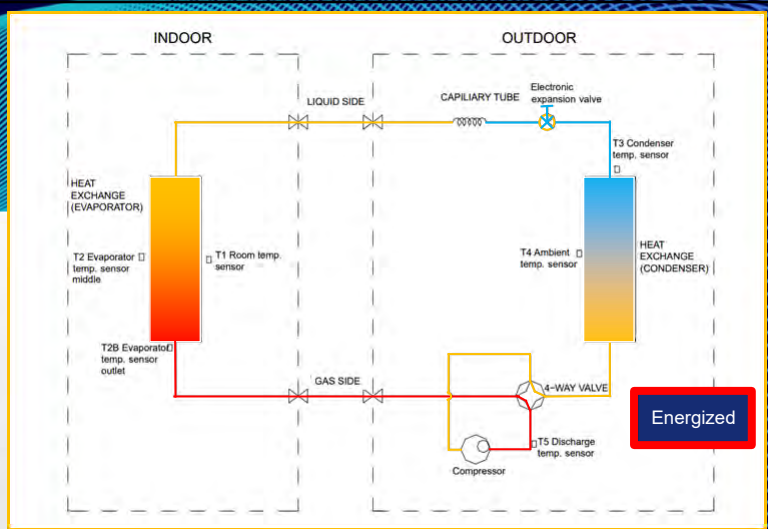 INDOOR
OUTDOOR
LIQUID SIDE
CAPILIARY TUBE
Electronic
expansion valve
T3 Condenser
temp. sensor
HEAT
EXCHANGE
(EVAPORATOR)
T2 Evaporator
temp. sensor
middle
T1 Room temp.
sensor
T4 Ambient
temp. sensor
HEAT
EXCHANGE
(CONDENSER)
T2B Evaporator
temp. sensor
outlet
GAS SIDE
4-WAY VALVE
Energized
T5 Discharge
temp. sensor
Compressor